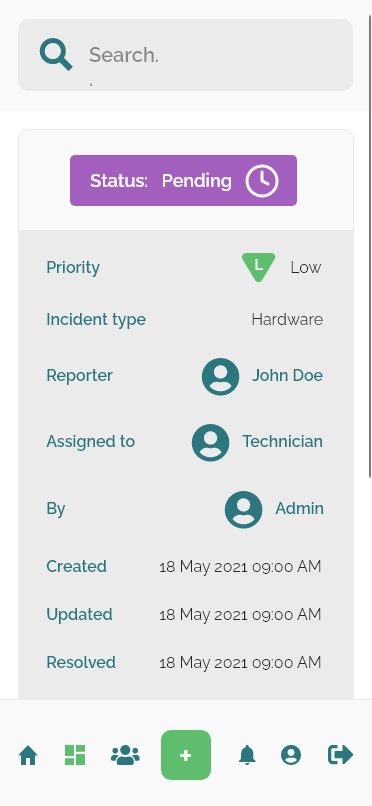 Search.
.
Status: Pending
Priority L Low
Incident type Hardware
Reporter John Doe
Assigned to Technician
By Admin
Created 18 May 2021 09:00 AM
Updated 18 May 2021 09:00 AM
Resolved 18 May 2021 09:00 AM
+